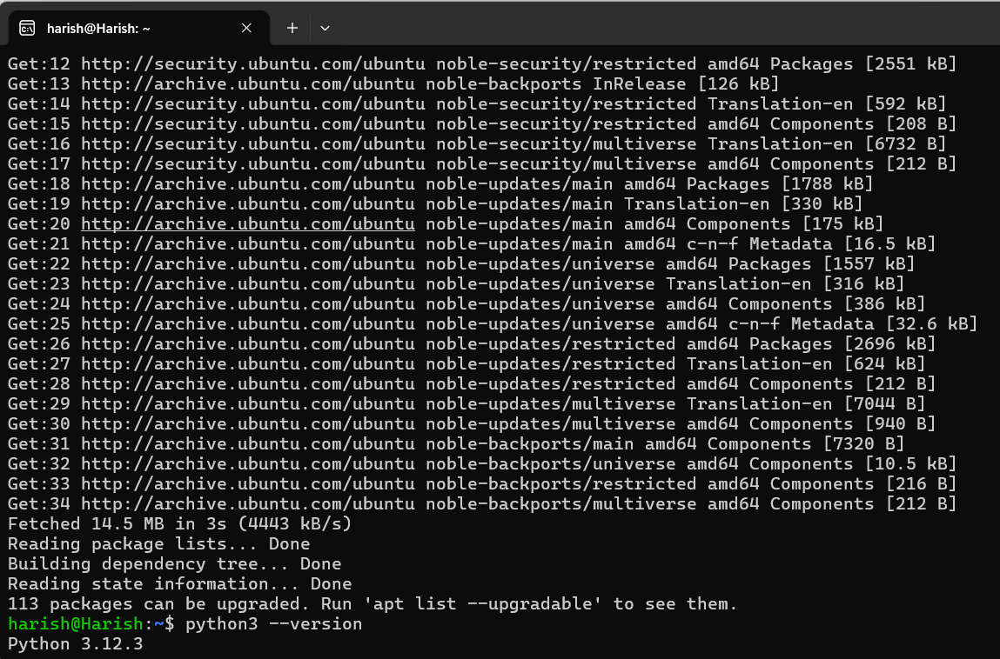 harish@Harish: ~
Get:12 http://security.ubuntu.com/ubuntu noble-security/restricted amd64 Packages [2551 kB]
Get:13 http://archive.ubuntu.com/ubuntu noble-backports InRelease [126 kB]
Get:14 http://security.ubuntu.com/ubuntu noble-security/restricted Translation-en [592 kB]
Get:15 http://security.ubuntu.com/ubuntu noble-security/restricted amd64 Components [208 B]
Get:16 http://security.ubuntu.com/ubuntu noble-security/multiverse Translation-en [6732 B]
Get:17 http://security.ubuntu.com/ubuntu noble-security/multiverse amd64 Components [212 B]
Get:18 http://archive.ubuntu.com/ubuntu noble-updates/main amd64 Packages [1788 kB]
Get:19 http://archive.ubuntu.com/ubuntu noble-updates/main Translation-en [330 kB]
Get:20 http://archive.ubuntu.com/ubuntu noble-updates/main amd64 Components [175 kB]
Get:21 http://archive.ubuntu.com/ubuntu noble-updates/main amd64 c-n-f Metadata [16.5 kB]
Get:22 http://archive.ubuntu.com/ubuntu noble-updates/universe amd64 Packages [1557 kB]
Get:23 http://archive.ubuntu.com/ubuntu noble-updates/universe Translation-en [316 kB]
Get:24 http://archive.ubuntu.com/ubuntu noble-updates/universe amd64 Components [386 kB]
Get:25 http://archive.ubuntu.com/ubuntu noble-updates/universe amd64 c-n-f Metadata [32.6 kB]
Get:26 http://archive.ubuntu.com/ubuntu noble-updates/restricted amd64 Packages [2696 kB]
Get:27 http://archive.ubuntu.com/ubuntu noble-updates/restricted Translation-en [624 kB]
Get:28 http://archive.ubuntu.com/ubuntu noble-updates/restricted amd64 Components [212 B]
Get:29 http://archive.ubuntu.com/ubuntu noble-updates/multiverse Translation-en [7044 B]
Get:30 http://archive.ubuntu.com/ubuntu noble-updates/multiverse amd64 Components [940 B]
Get:31 http://archive.ubuntu.com/ubuntu noble-backports/main amd64 Components [7320 B]
Get:32 http://archive.ubuntu.com/ubuntu noble-backports/universe amd64 Components [10.5 kB]
Get:33 http://archive.ubuntu.com/ubuntu noble-backports/restricted amd64 Components [216 B]
Get:34 http://archive.ubuntu.com/ubuntu noble-backports/multiverse amd64 Components [212 B]
Fetched 14.5 MB in 3s (4443 kB/s)
Reading package lists... Done
Building dependency tree... Done
Reading state information... Done
113 packages can be upgraded. Run 'apt list --upgradable' to see them.
harish@Harish:~$ python3 --version
Python 3.12.3